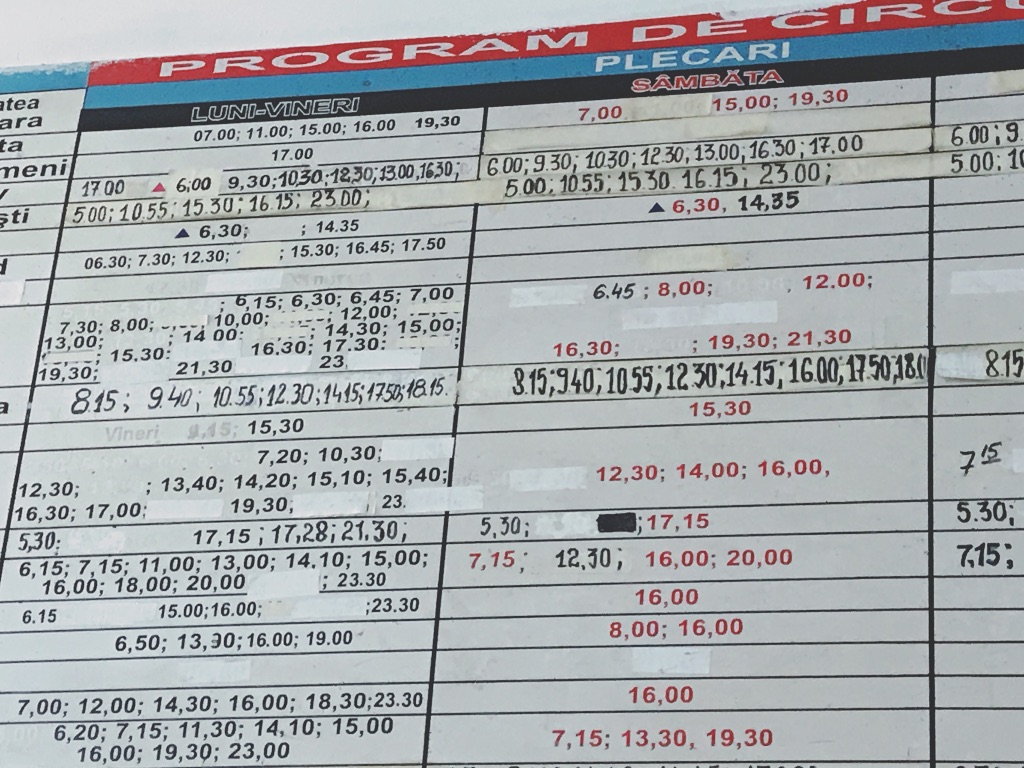 PROGRAM DE CIRCU
PLECARI
LUNI-VINERI SÂMBĂTA
atea
ara 07.00; 11.00; 15.00; 16.00 19,30 7,00 15,00; 19,30
ta 17.00
meni 17 00 ▲ 6;00 9,30;10,30;12,30;13.00,16,30; 6.00; 9.30; 10.30; 12.30; 13.00; 16.30; 17.00 6.00; 9
ști 5.00; 10.55; 15.30; 16.15; 23.00; 5.00; 10.55; 15.30. 16.15; 23.00; 5.00; 10
▲ 6,30; ; 14.35 ▲ 6,30, 14,35
d 06.30; 7.30; 12.30; ; 15.30; 16.45; 17.50
; 6,15; 6,30; 6,45; 7,00 6.45 ; 8,00; . 12.00;
7,30; 8,00; 10,00; ; 12,00;
13,00; ; 14 00. ; 14,30; 15,00; 16,30; ; 19,30; 21,30
; 15.30: 16.30; 17.30: ;
19,30; 21,30 23
a 8.15; 9.40; 10.55; 12.30; 14.15; 17.50; 18.15. 8.15; 9.40; 10.55; 12.30; 14.15; 16.00; 17.50; 18.0 8.15
Vineri 9,15; 15,30 15,30
7,20; 10,30;
12,30; ; 13,40; 14,20; 15,10; 15,40; 12,30; 14,00; 16,00, 7 15
16,30; 17,00; 19,30; 23.
5,30; 17,15 ; 17,28; 21.30; 5,30; ; 17,15 5.30;
6,15; 7,15; 11,00; 13,00; 14.10; 15,00; 7,15; 12,30; 16,00; 20,00 7,15;
16,00; 18,00; 20,00 ; 23.30
6.15 15.00;16.00; ;23.30 16,00
6,50; 13,30; 16.00; 19.00 8,00; 16,00
7,00; 12,00; 14,30; 16,00; 18,30;23.30 16,00
6,20; 7,15; 11,30; 14,10; 15,00 7,15; 13,30, 19,30
16,00; 19,30; 23,00